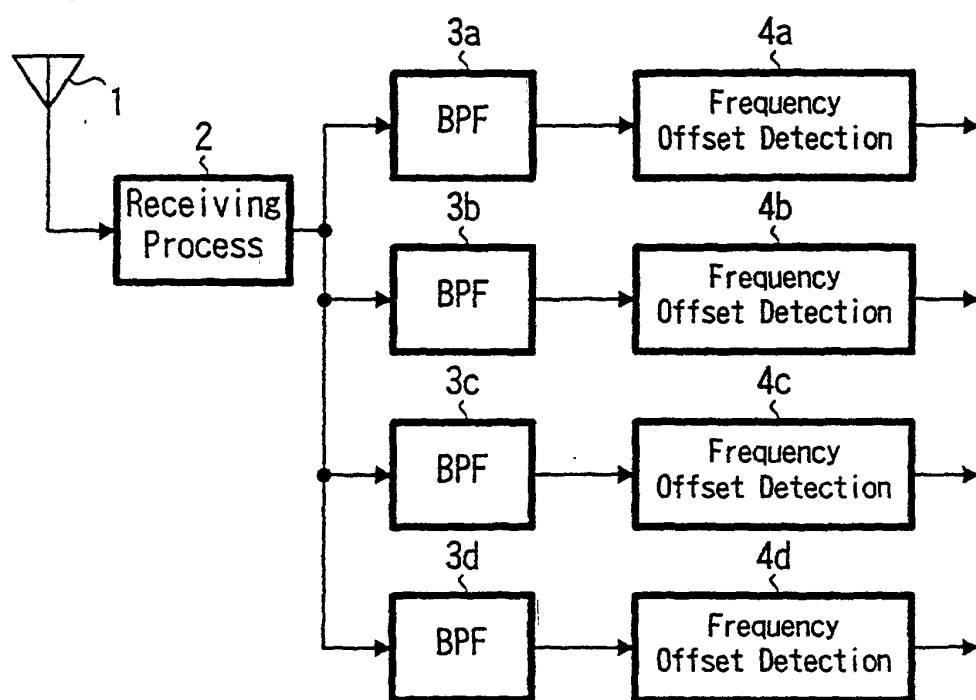 3a
4a
1
BPF
Frequency
Offset Detection
2
Receiving
Process
3b
4b
BPF
Frequency
Offset Detection
3c
4c
BPF
Frequency
Offset Detection
3d
4d
BPF
Frequency
Offset Detection